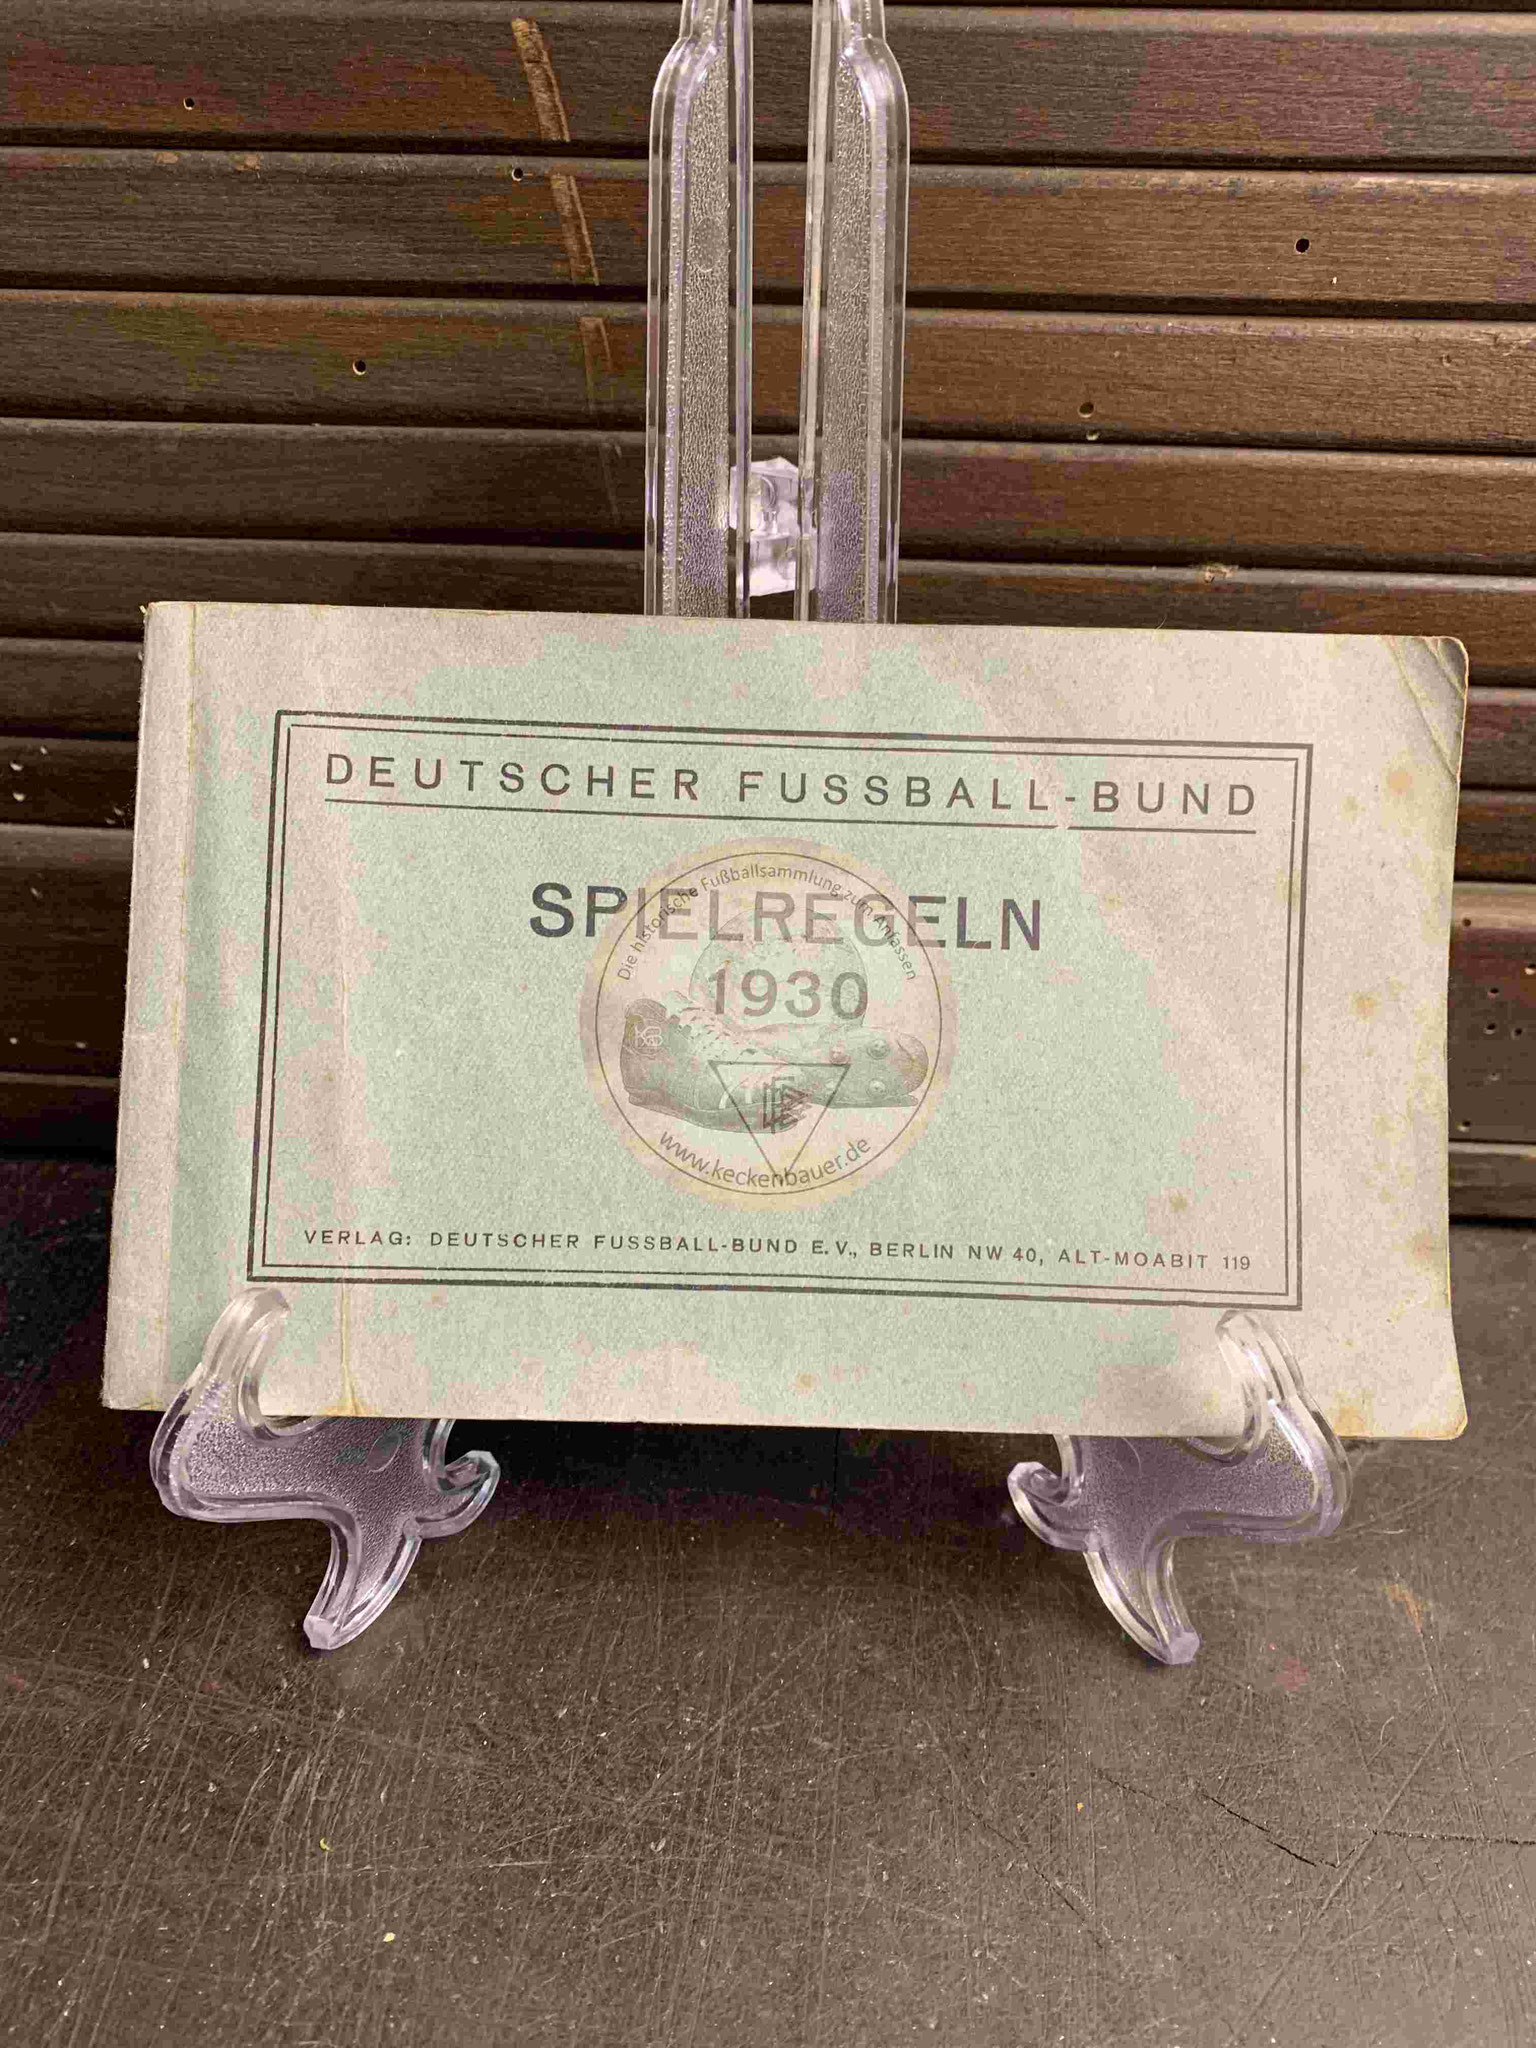 DEUTSCHER FUSSBALL-BUND
SPIELREGELN
1930
Die historische Fußballsammlung zum Anfassen
www.keckenbauer.de
VERLAG: DEUTSCHER FUSSBALL-BUND E.V., BERLIN NW 40, ALT-MOABIT 119